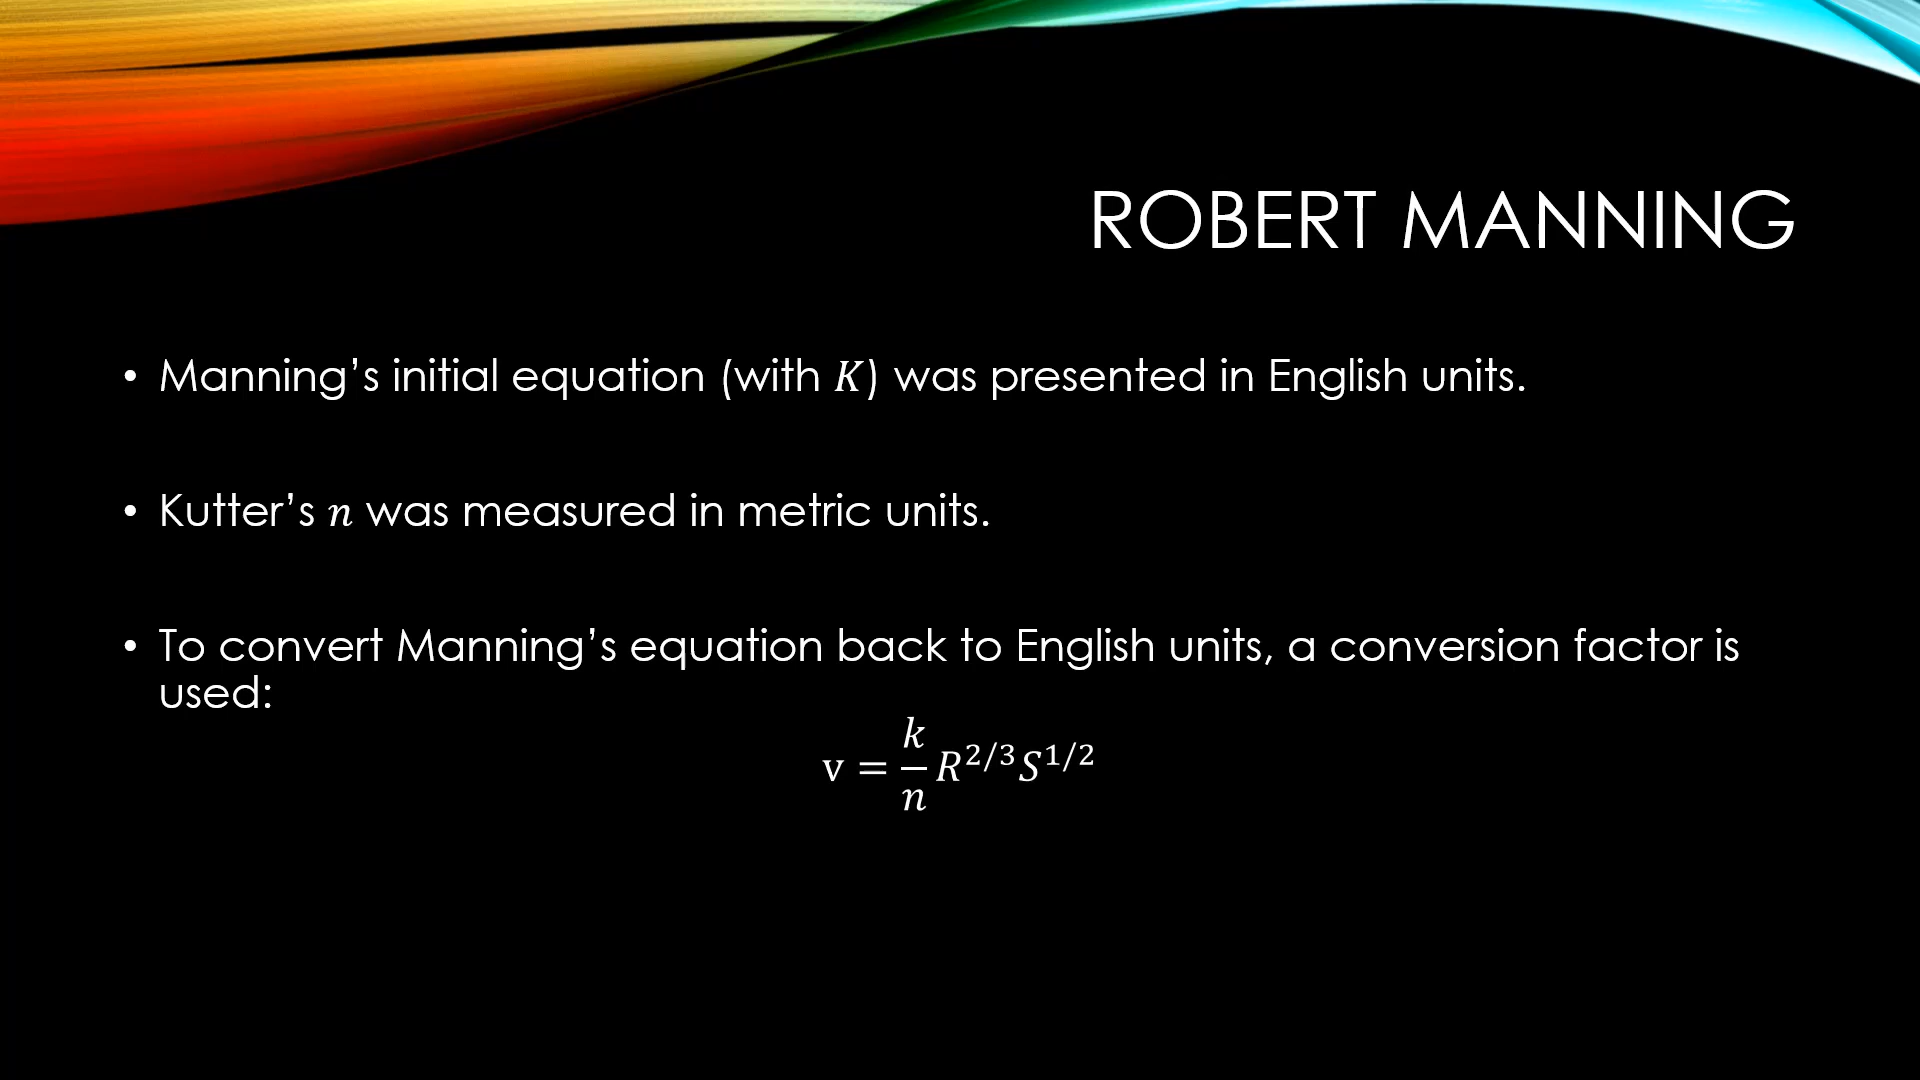 ROBERT MANNING
• Manning’s initial equation (with K) was presented in English units.
• Kutter’s n was measured in metric units.
• To convert Manning’s equation back to English units, a conversion factor is
used:
v = k/n R^2/3 S^1/2